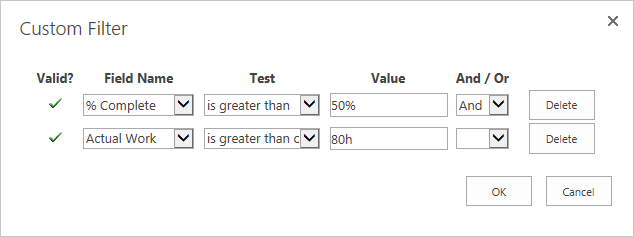 Custom Filter
Valid? Field Name Test Value And / Or
% Complete is greater than 50% And Delete
Actual Work is greater than c 80h Delete
OK Cancel